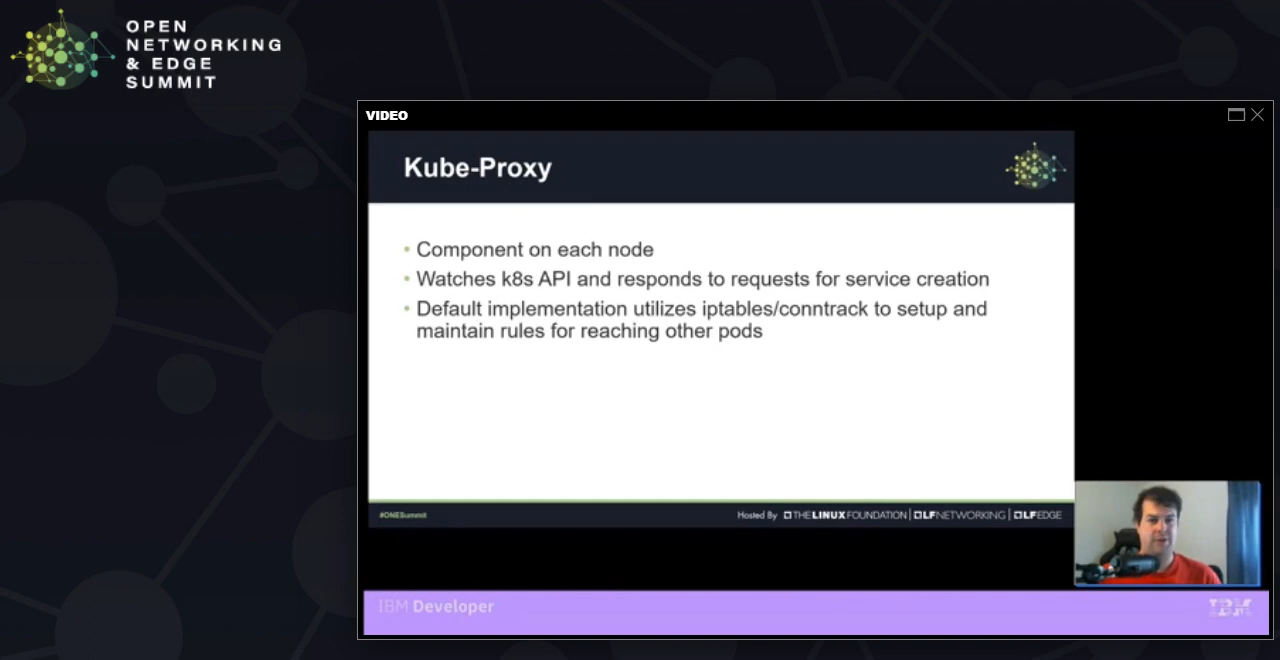 OPEN
NETWORKING
& EDGE
SUMMIT
VIDEO
Kube-Proxy
• Component on each node
• Watches k8s API and responds to requests for service creation
• Default implementation utilizes iptables/conntrack to setup and
maintain rules for reaching other pods
#ONESummit
Hosted By THE LINUX FOUNDATION | LFNETWORKING | LFEDGE
IBM Developer
IBM